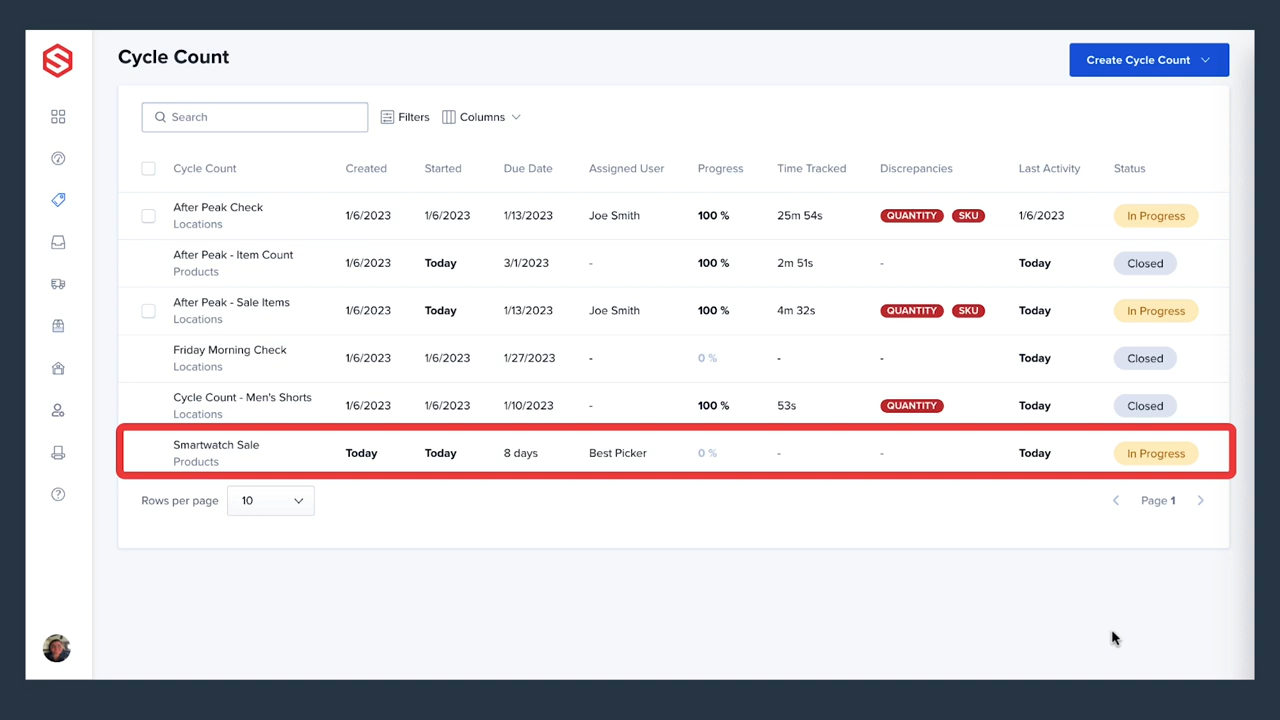 Cycle Count
Create Cycle Count
Search
Filters
Columns
Cycle Count Created Started Due Date Assigned User Progress Time Tracked Discrepancies Last Activity Status
After Peak Check
Locations
1/6/2023 1/6/2023 1/13/2023 Joe Smith 100 % 25m 54s QUANTITY SKU 1/6/2023 In Progress
After Peak - Item Count
Products
1/6/2023 Today 3/1/2023 - 100 % 2m 51s - Today Closed
After Peak - Sale Items
Locations
1/6/2023 Today 1/13/2023 Joe Smith 100 % 4m 32s QUANTITY SKU Today In Progress
Friday Morning Check
Locations
1/6/2023 1/6/2023 1/27/2023 - 0 % - - Today Closed
Cycle Count - Men's Shorts
Locations
1/6/2023 1/6/2023 1/10/2023 - 100 % 53s QUANTITY Today Closed
Smartwatch Sale
Products
Today Today 8 days Best Picker 0 % - - Today In Progress
Rows per page 10
Page 1